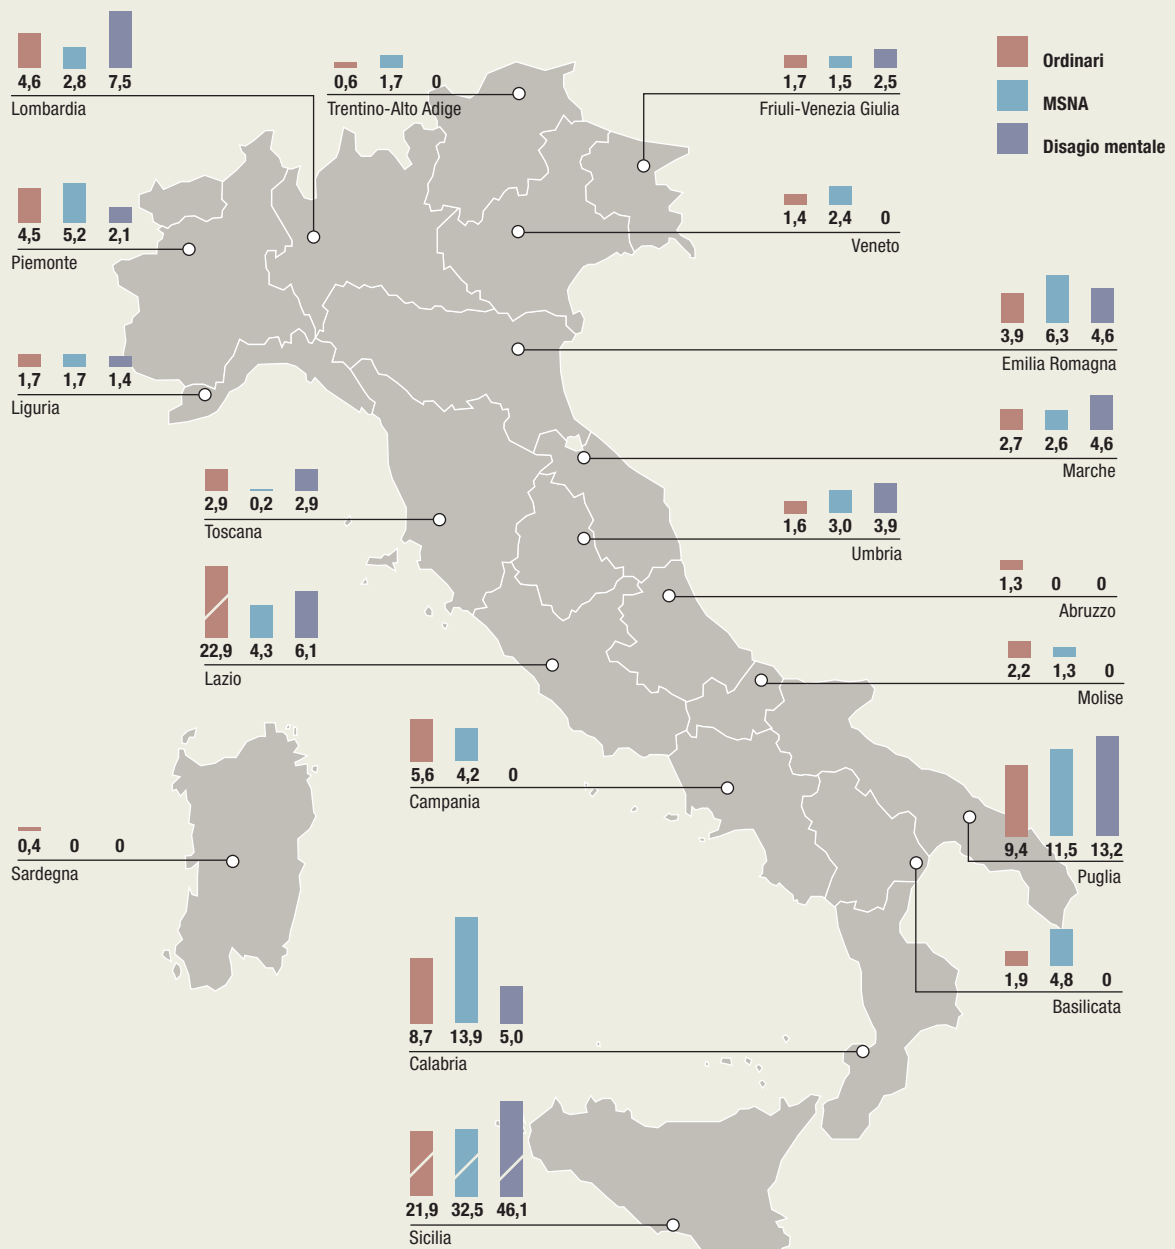 4,6 2,8 7,5
Lombardia
0,6 1,7 0
Trentino-Alto Adige
1,7 1,5 2,5
Friuli-Venezia Giulia
Ordinari
MSNA
Disagio mentale
4,5 5,2 2,1
Piemonte
1,4 2,4 0
Veneto
3,9 6,3 4,6
Emilia Romagna
1,7 1,7 1,4
Liguria
2,7 2,6 4,6
Marche
2,9 0,2 2,9
Toscana
1,6 3,0 3,9
Umbria
1,3 0 0
Abruzzo
22,9 4,3 6,1
Lazio
2,2 1,3 0
Molise
5,6 4,2 0
Campania
0,4 0 0
Sardegna
9,4 11,5 13,2
Puglia
1,9 4,8 0
Basilicata
8,7 13,9 5,0
Calabria
21,9 32,5 46,1
Sicilia